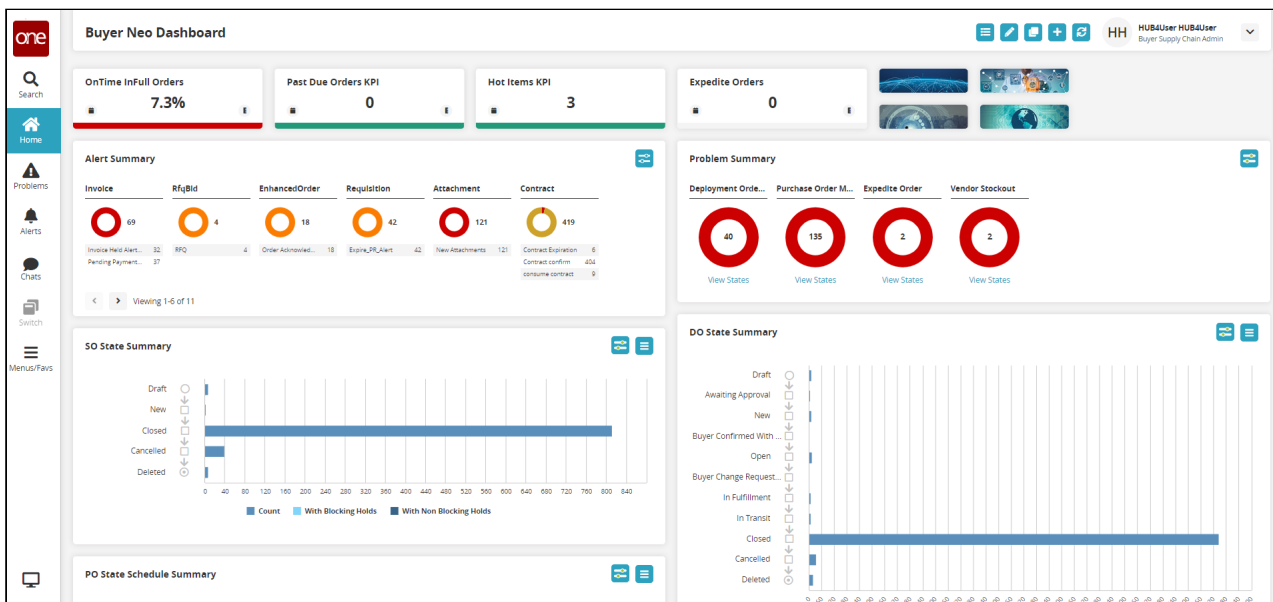 one
Search
Home
Problems
Alerts
Chats
Switch
Menus/Favs
Buyer Neo Dashboard
HH
HUB4User HUB4User
Buyer Supply Chain Admin
OnTime InFull Orders
7.3%
Past Due Orders KPI
0
Hot Items KPI
3
Expedite Orders
0
Alert Summary
Invoice RfqBid EnhancedOrder Requisition Attachment Contract
69 4 18 42 121 419
Invoice Held Alert... 32 RFQ 4 Order Acknowled... 18 Expire_PR_Alert 42 New Attachments 121 Contract Expiration 6
Pending Payment... 37 Contract confirm 404
consume contract 9
Viewing 1-6 of 11
Problem Summary
Deployment Orde... Purchase Order M... Expedite Order Vendor Stockout
40 135 2 2
View States View States View States View States
SO State Summary
Draft
New
Closed
Cancelled
Deleted
0 40 80 120 160 200 240 280 320 360 400 440 480 520 560 600 640 680 720 760 800 840
Count With Blocking Holds With Non Blocking Holds
DO State Summary
Draft
Awaiting Approval
New
Buyer Confirmed With ...
Open
Buyer Change Request...
In Fulfillment
In Transit
Closed
Cancelled
Deleted
PO State Schedule Summary